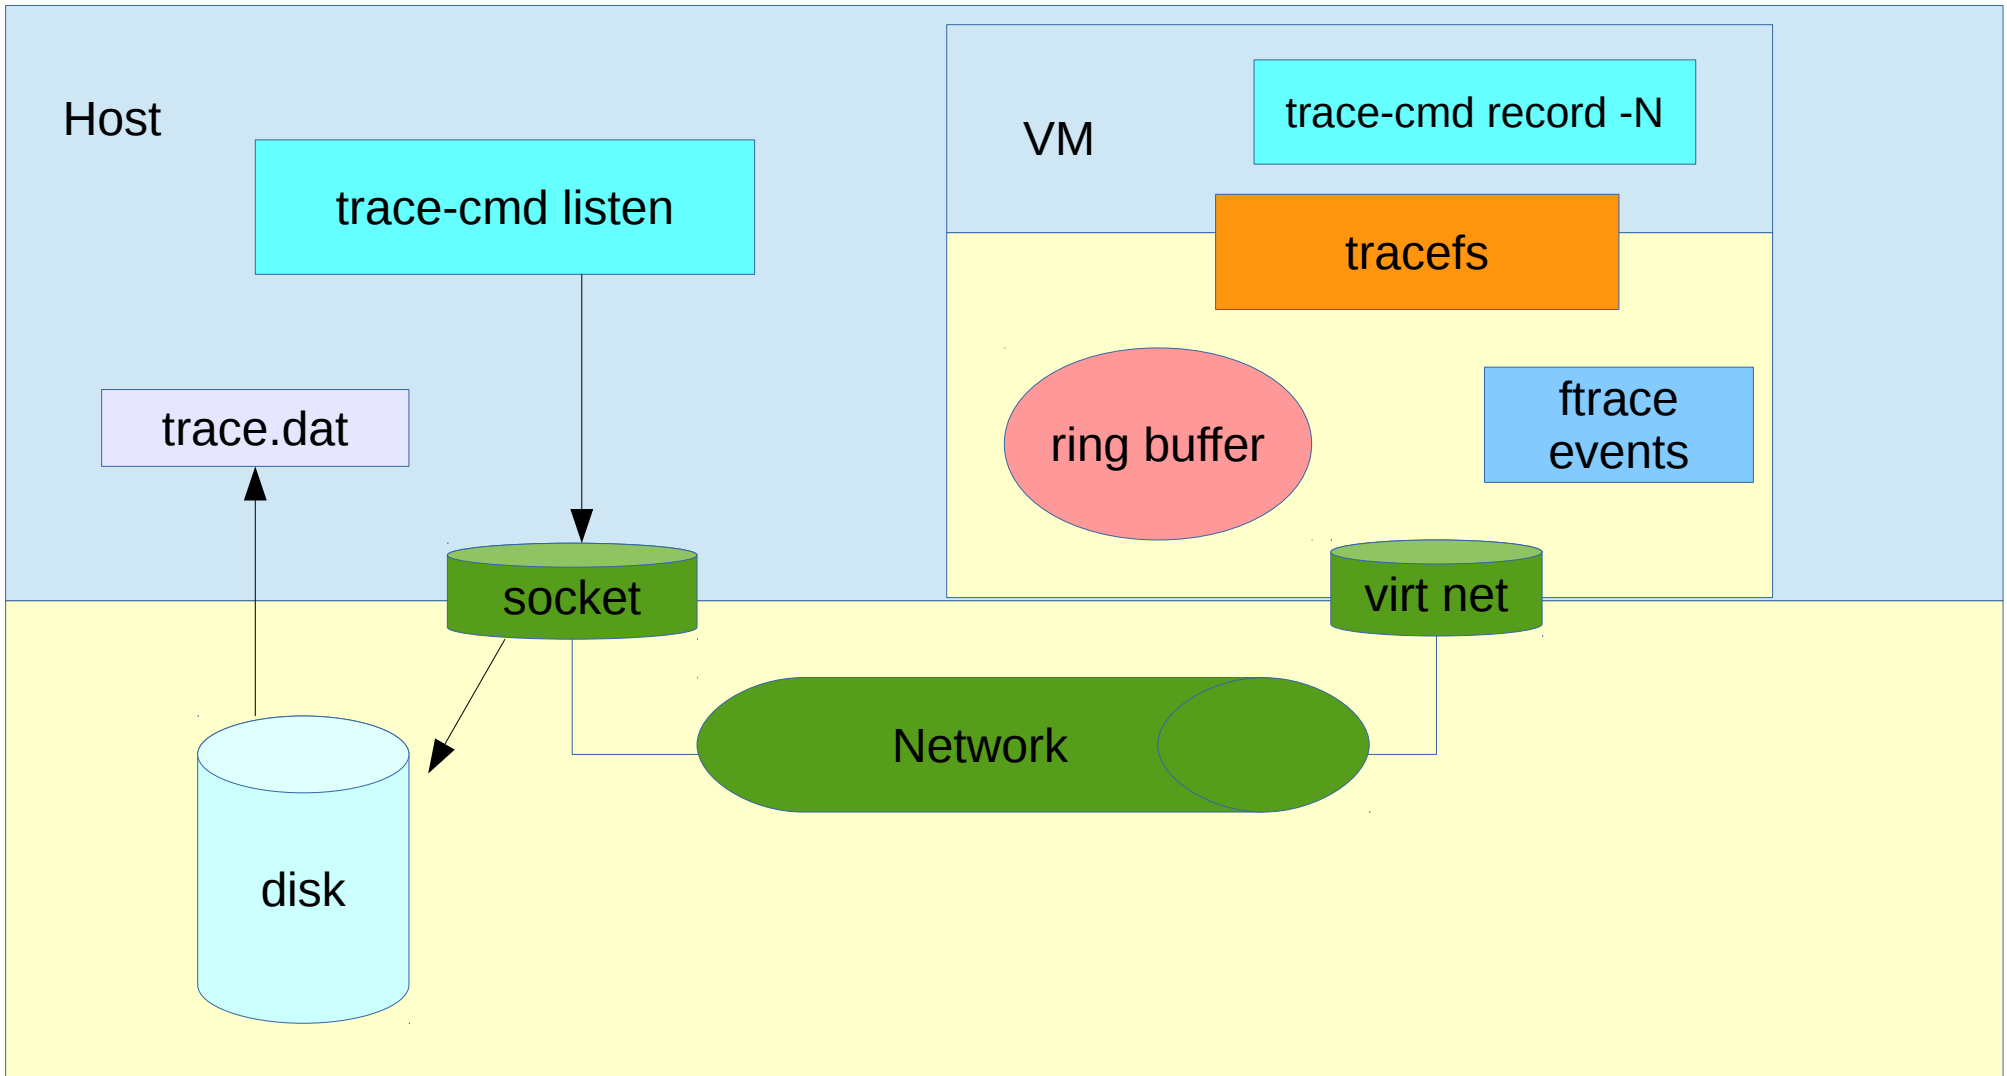 Host
trace-cmd listen
trace.dat
socket
disk
Network
VM
trace-cmd record -N
tracefs
ring buffer
ftrace
events
virt net